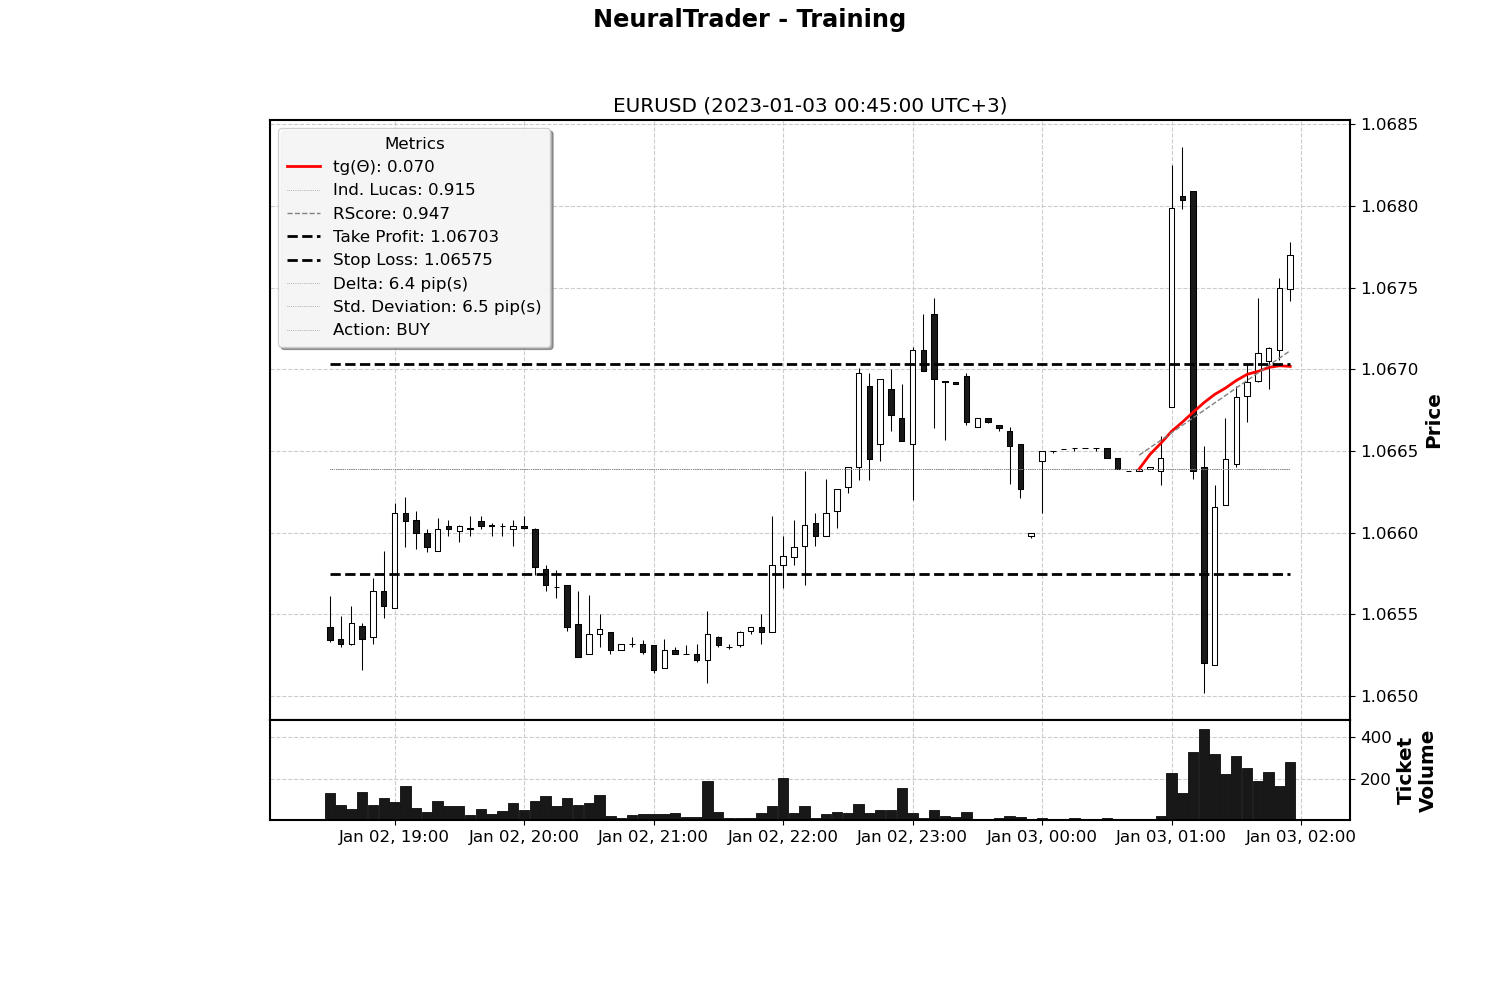 NeuralTrader - Training
EURUSD (2023-01-03 00:45:00 UTC+3)
Metrics
tg(Θ): 0.070
Ind. Lucas: 0.915
RScore: 0.947
Take Profit: 1.06703
Stop Loss: 1.06575
Delta: 6.4 pip(s)
Std. Deviation: 6.5 pip(s)
Action: BUY
1.0685
1.0680
1.0675
1.0670
1.0665
1.0660
1.0655
1.0650
Price
400
200
Ticket
Volume
Jan 02, 19:00
Jan 02, 20:00
Jan 02, 21:00
Jan 02, 22:00
Jan 02, 23:00
Jan 03, 00:00
Jan 03, 01:00
Jan 03, 02:00